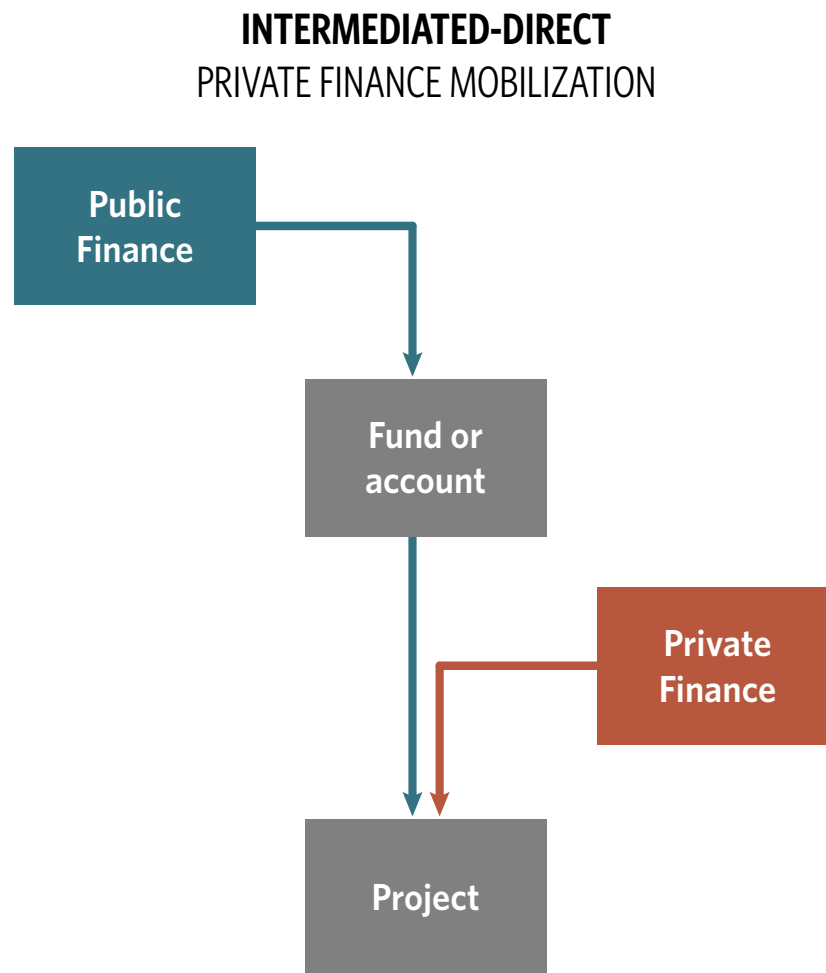 INTERMEDIATED-DIRECT
PRIVATE FINANCE MOBILIZATION
Public
Finance
Fund or
account
Private
Finance
Project